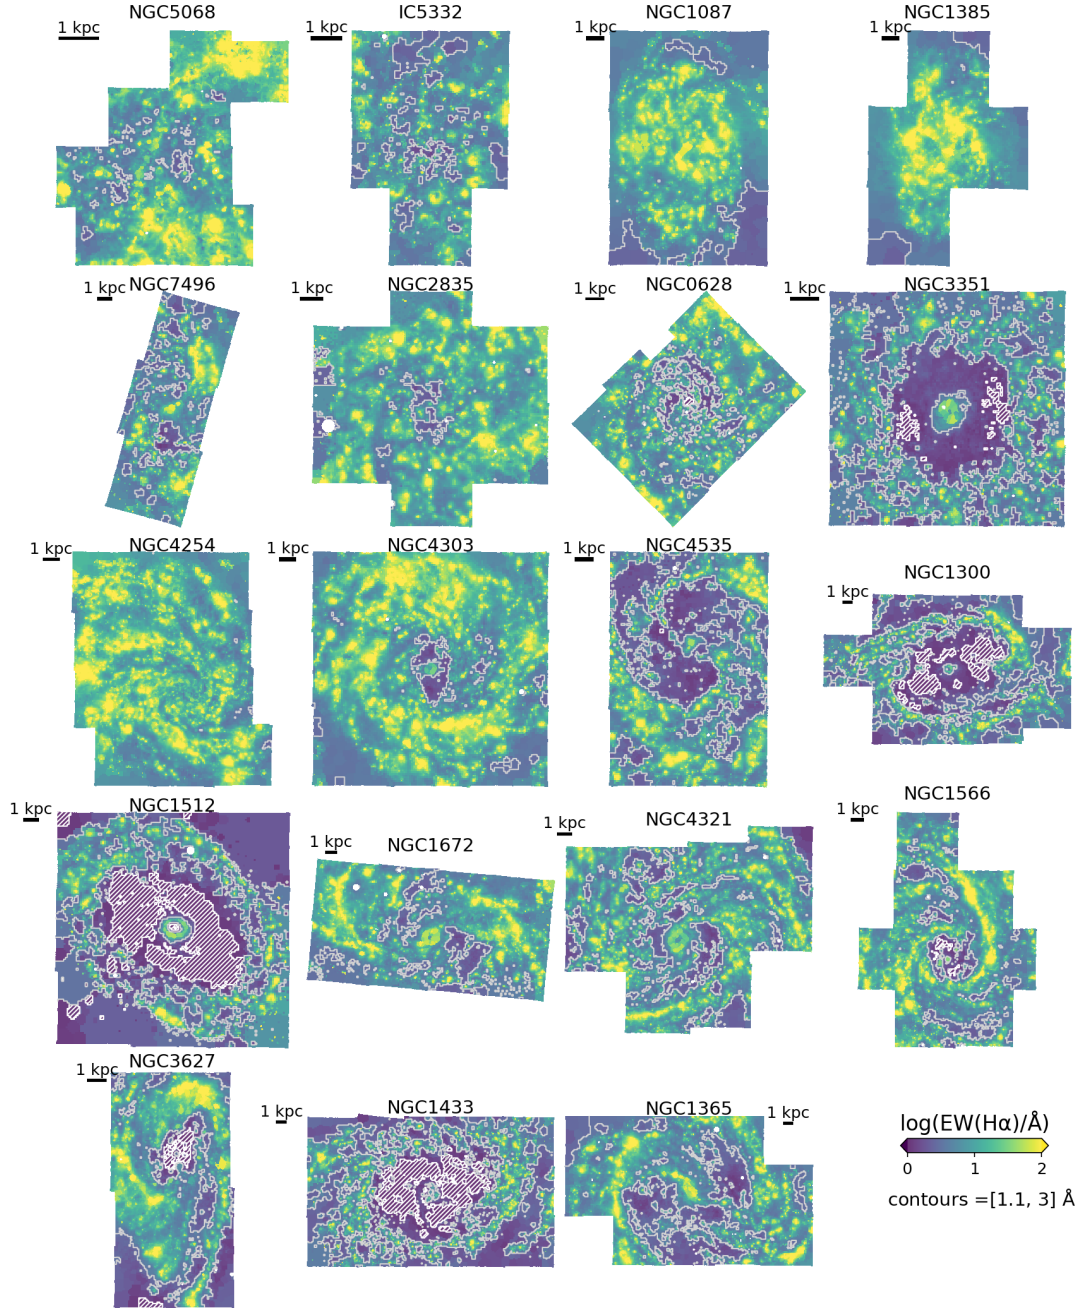 NGC5068
1 kpc
IC5332
1 kpc
NGC1087
1 kpc
NGC1385
1 kpc
NGC7496
1 kpc
NGC2835
1 kpc
NGC0628
1 kpc
NGC3351
1 kpc
NGC4254
1 kpc
NGC4303
1 kpc
NGC4535
1 kpc
NGC1300
1 kpc
NGC1512
1 kpc
NGC1672
1 kpc
NGC4321
1 kpc
NGC1566
1 kpc
NGC3627
1 kpc
NGC1433
1 kpc
NGC1365
1 kpc
log(EW(Hα)/Å)
0 1 2
contours =[1.1, 3] Å